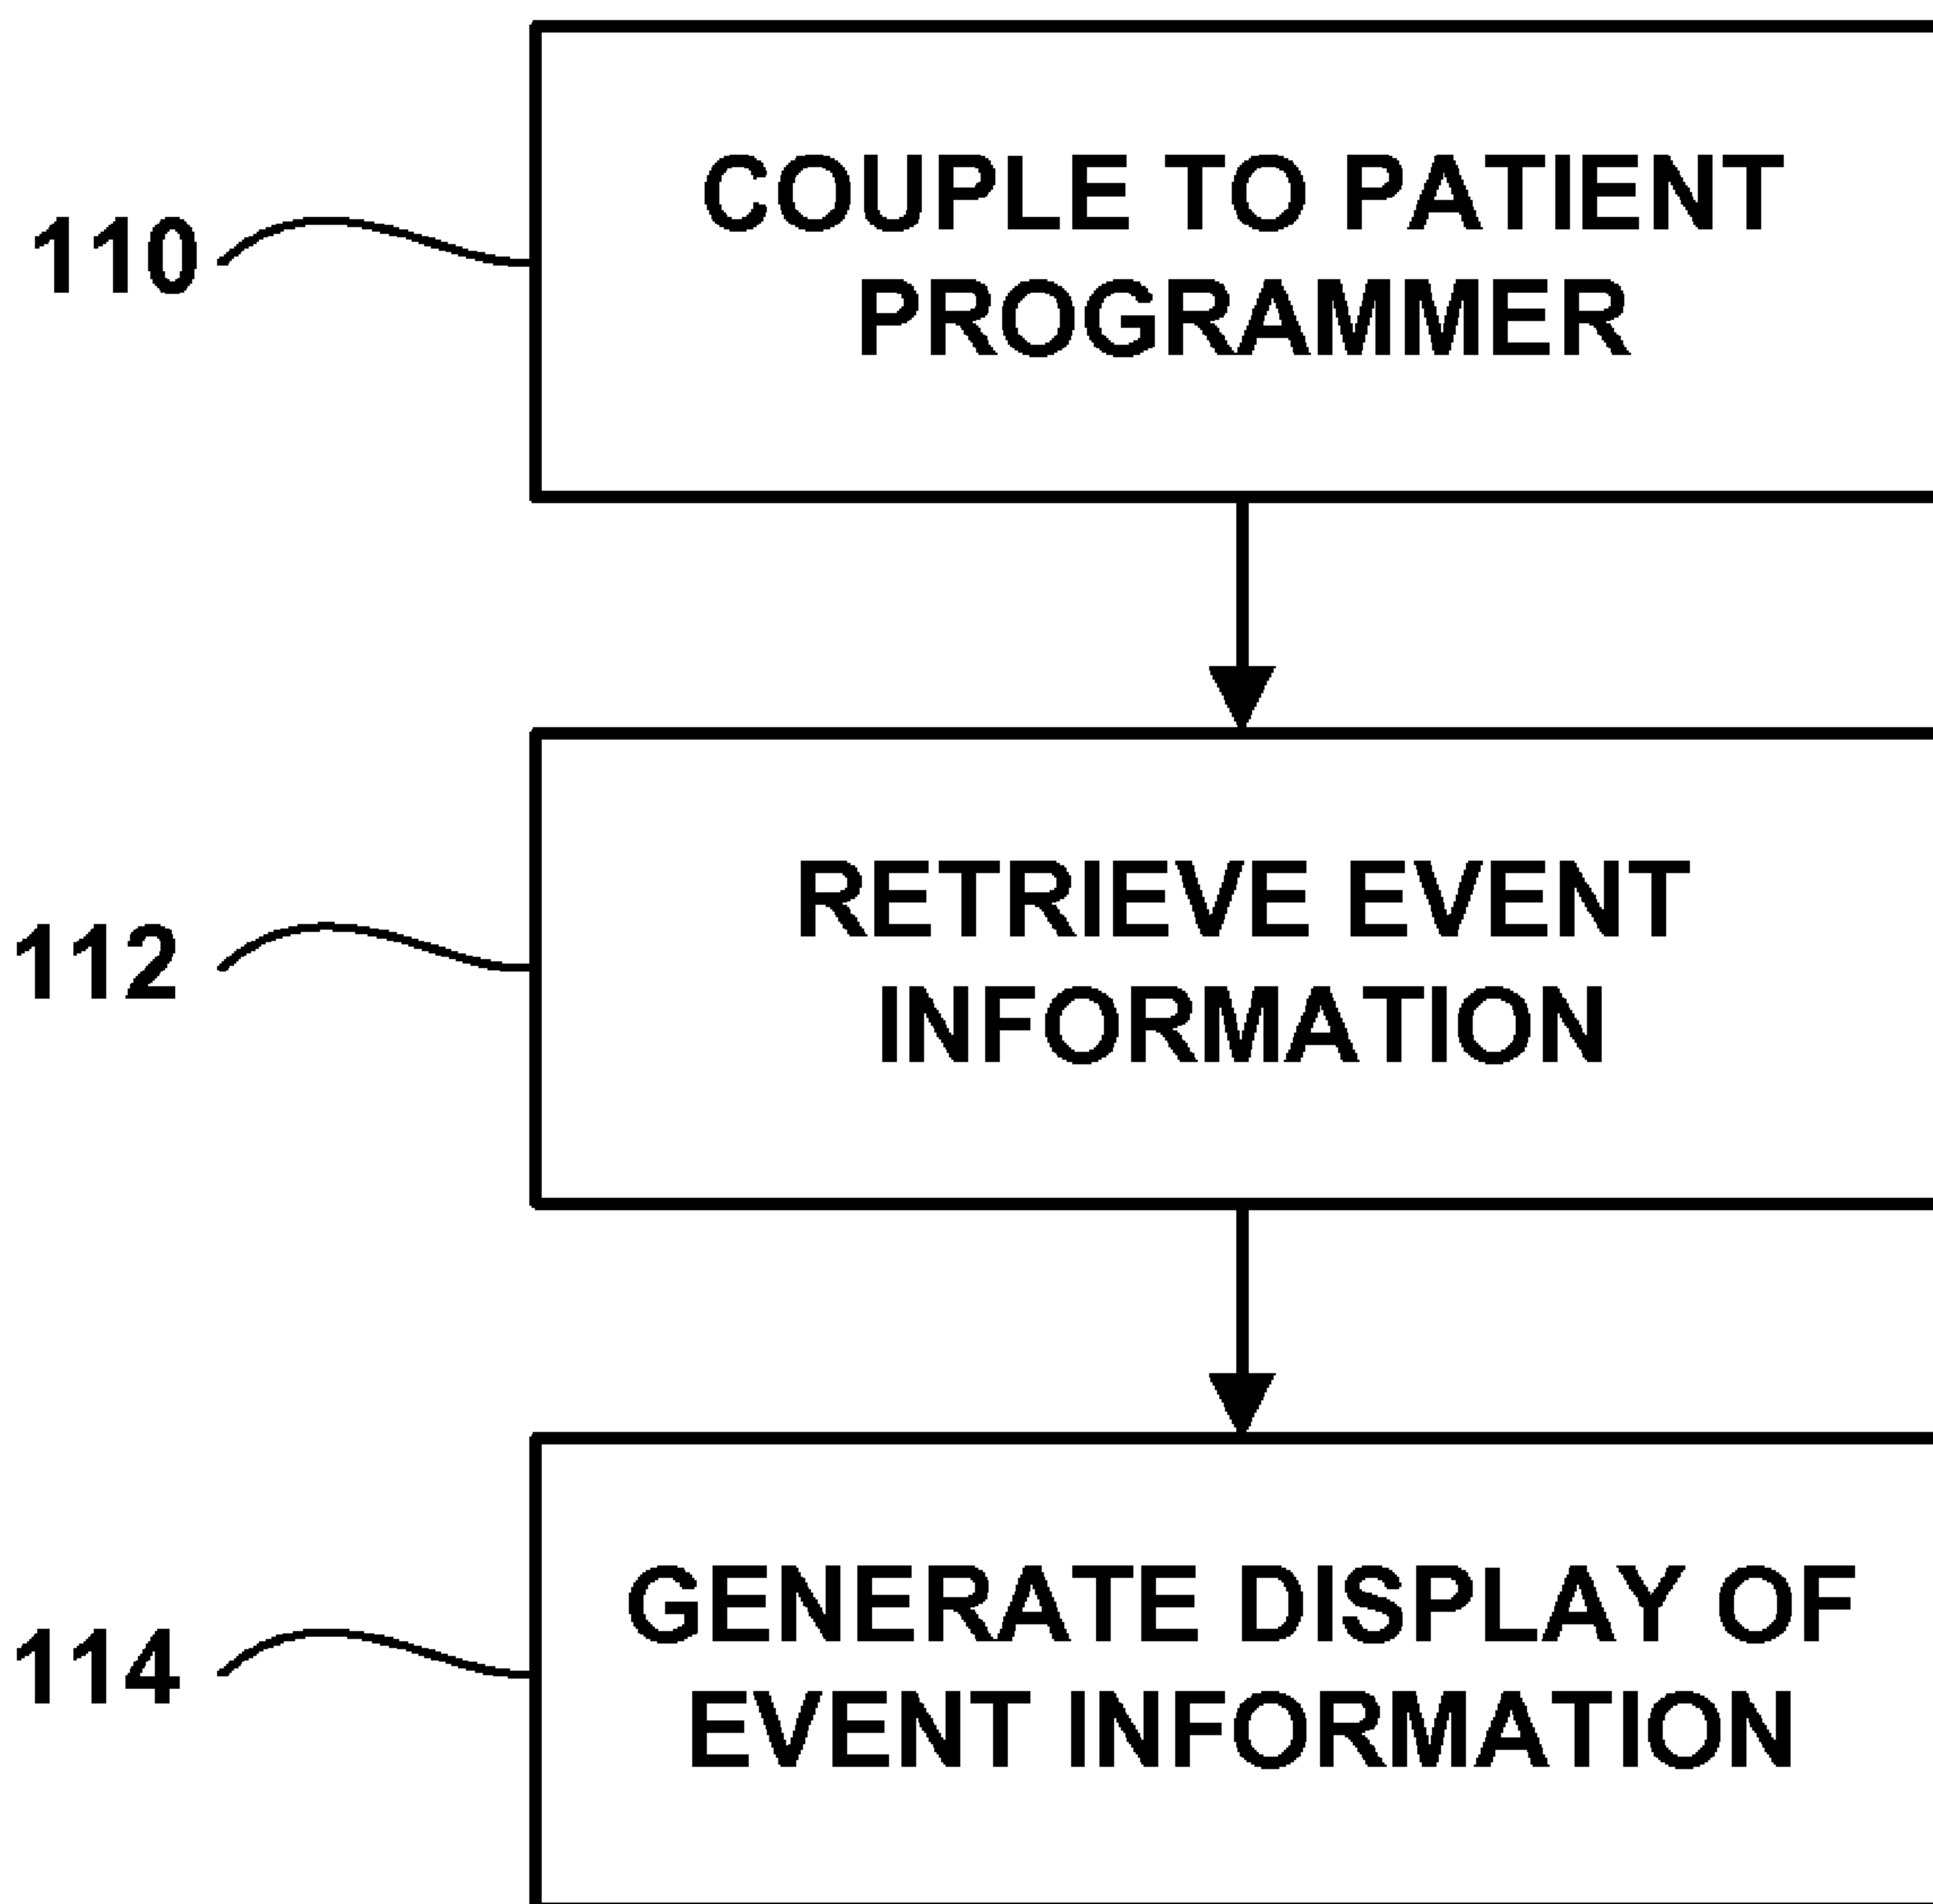 110
COUPLE TO PATIENT
PROGRAMMER
112
RETRIEVE EVENT
INFORMATION
114
GENERATE DISPLAY OF
EVENT INFORMATION